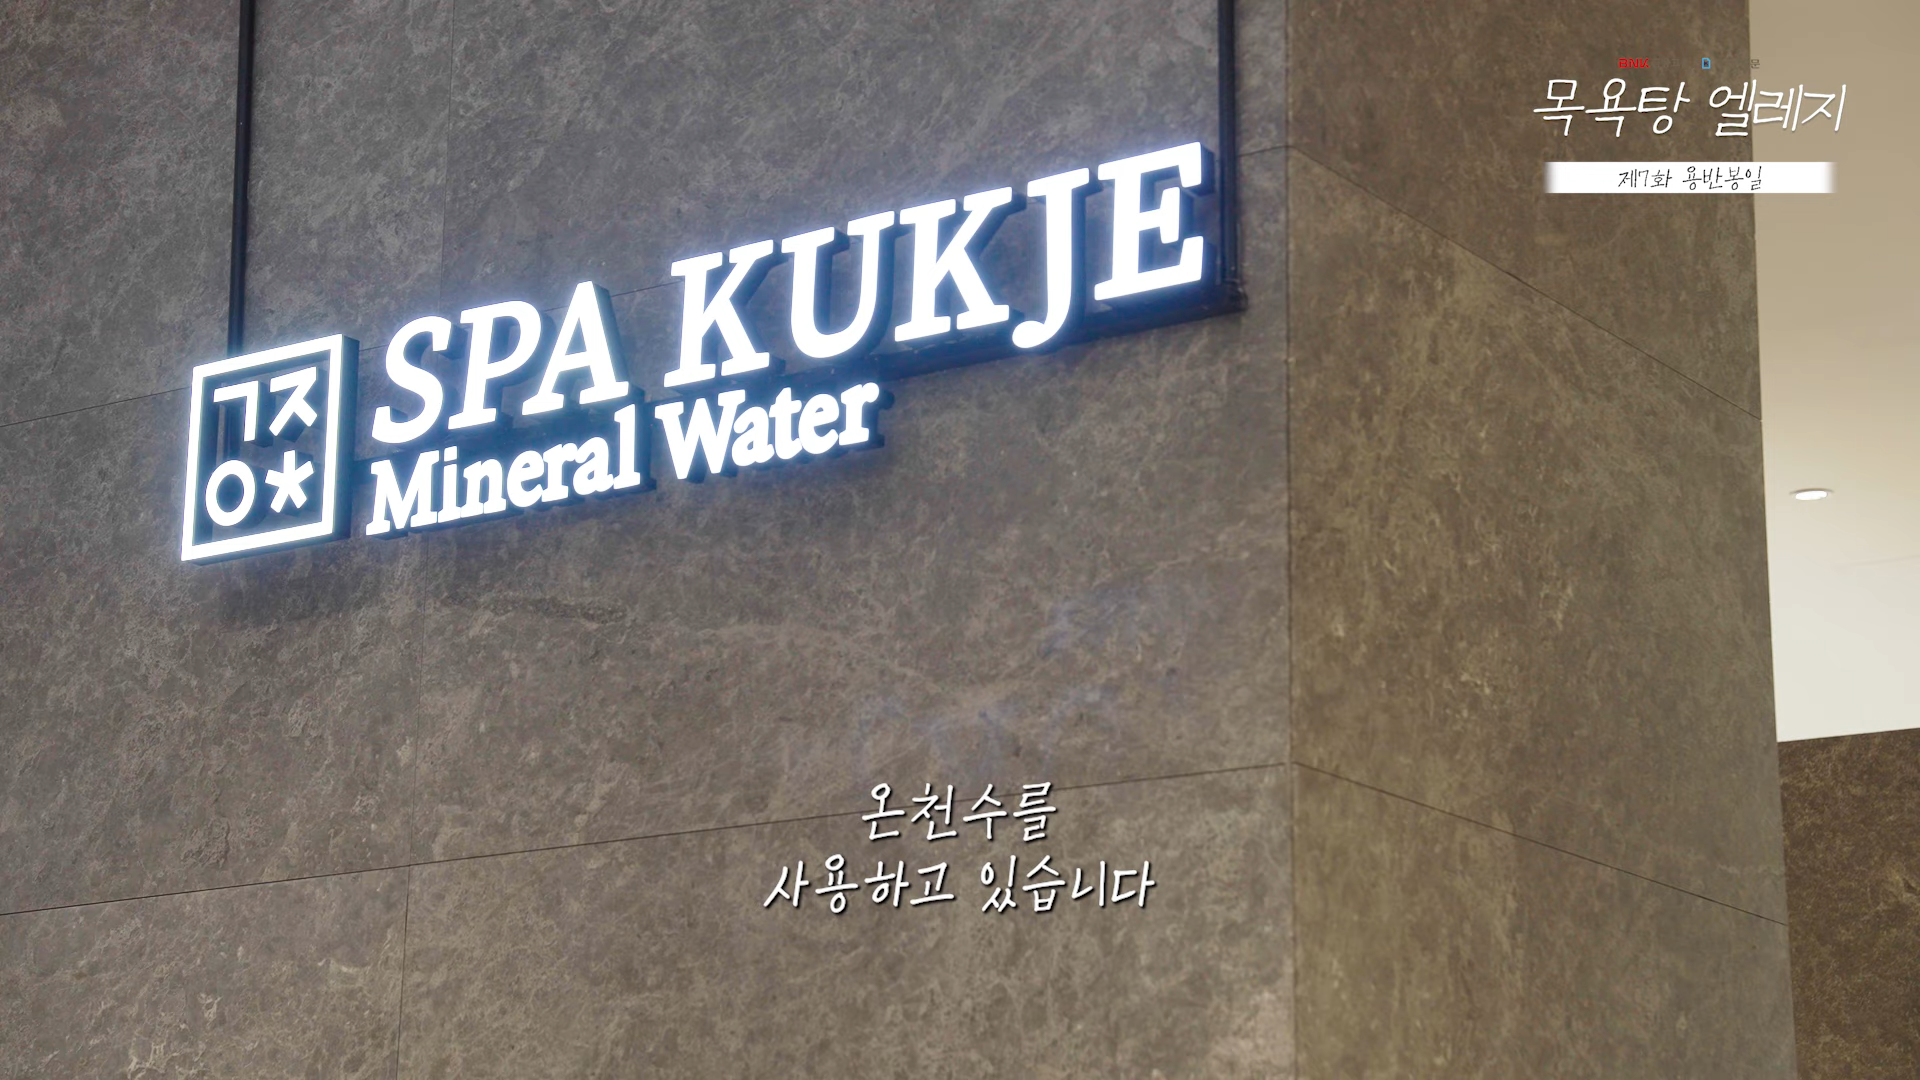 BNK
목욕탕 엘레지
제7화 용반봉일
ㄱㅈ
ㅇ*
SPA KUKJE
Mineral Water
온천수를
사용하고 있습니다